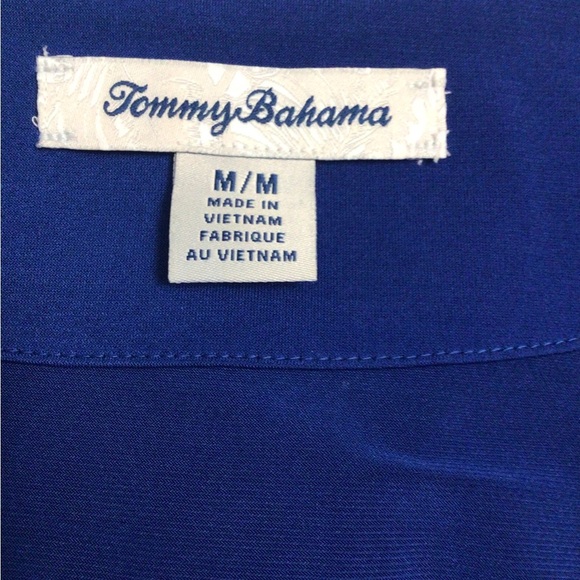 Tommy Bahama
M/M
MADE IN
VIETNAM
FABRIQUE
AU VIETNAM